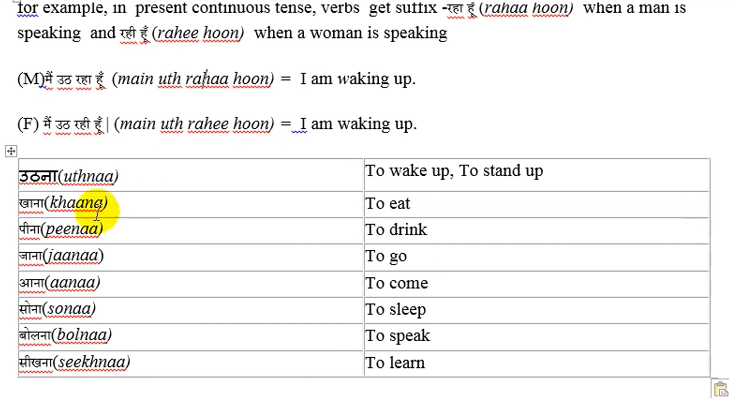 for example, in present continuous tense, verbs get suffix -रहा हूँ (rahaa hoon) when a man is
speaking and रही हूँ (rahee hoon) when a woman is speaking
(M)मैं उठ रहा हूँ (main uth rahaa hoon) = I am waking up.
(F) मैं उठ रही हूँ| (main uth rahee hoon) = I am waking up.
उठना(uthnaa) To wake up, To stand up
खाना(khaana) To eat
पीना(peenaa) To drink
जाना(jaanaa) To go
आना(aanaa) To come
सोना(sonaa) To sleep
बोलना(bolnaa) To speak
सीखना(seekhnaa) To learn